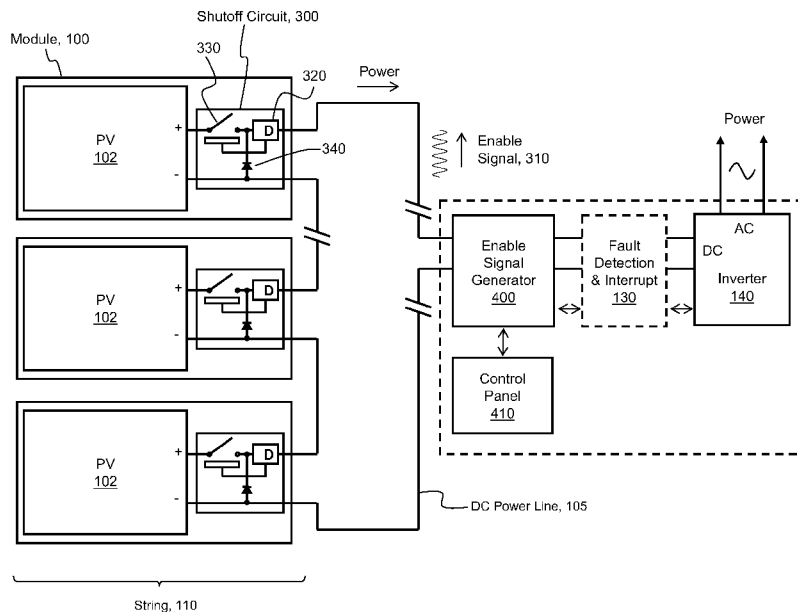 Shutoff Circuit, 300
Module, 100
330
320
Power
PV
102
+
-
D
340
Enable
Signal, 310
Power
Enable
Signal
Generator
400
Fault
Detection
& Interrupt
130
AC
DC
Inverter
140
PV
102
+
-
D
Control
Panel
410
PV
102
+
-
D
DC Power Line, 105
String, 110